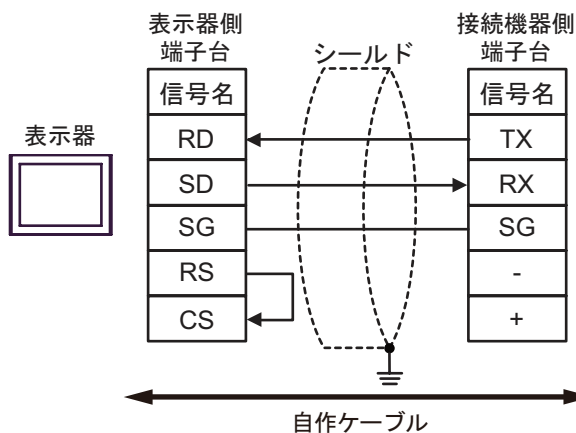 表示器側
端子台
接続機器側
端子台
シールド
信号名
信号名
表示器
RD
TX
SD
RX
SG
SG
RS
-
CS
+
自作ケーブル